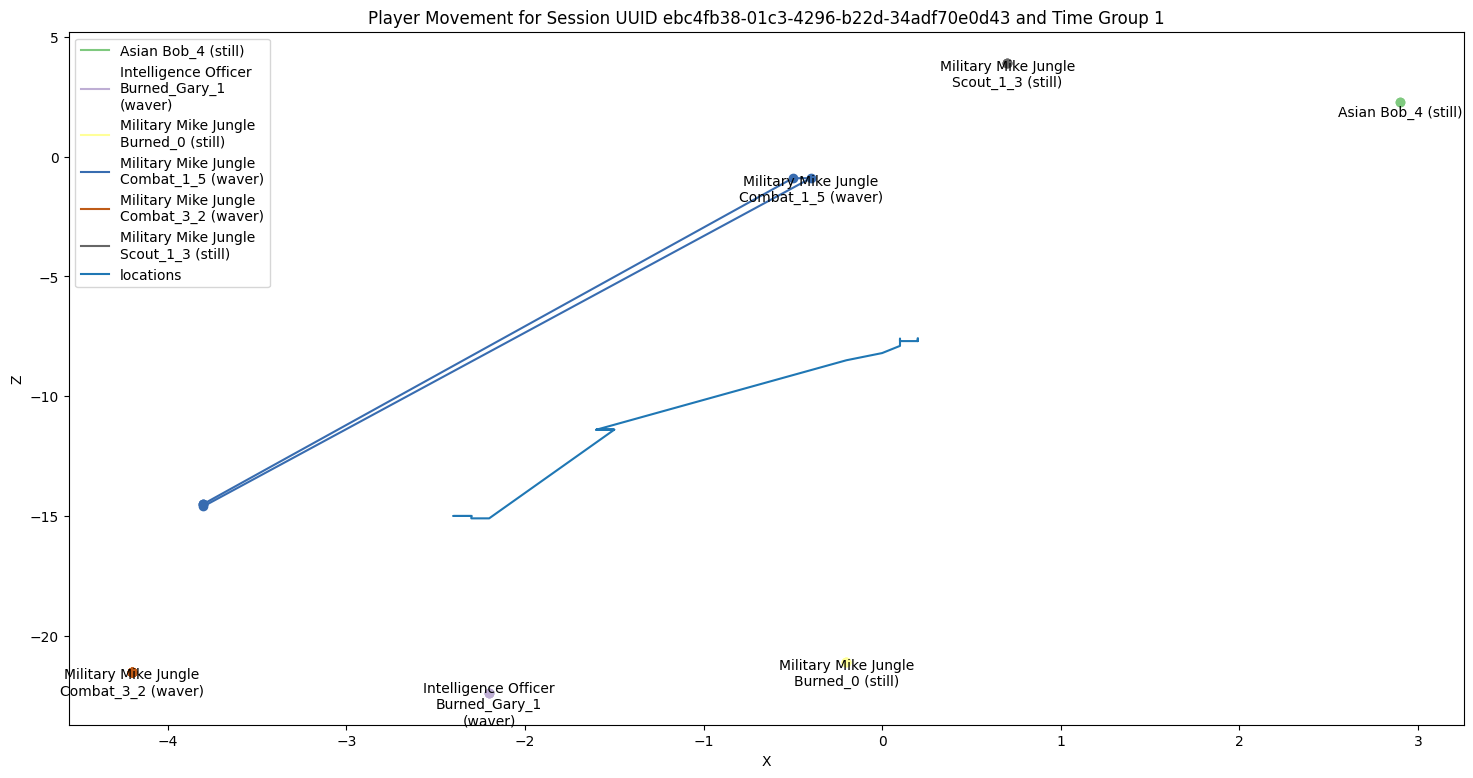 Player Movement for Session UUID ebc4fb38-01c3-4296-b22d-34adf70e0d43 and Time Group 1
Asian Bob_4 (still)
Intelligence Officer
Burned_Gary_1
(waver)
Military Mike Jungle
Burned_0 (still)
Military Mike Jungle
Combat_1_5 (waver)
Military Mike Jungle
Combat_3_2 (waver)
Military Mike Jungle
Scout_1_3 (still)
locations
Military Mike Jungle
Scout_1_3 (still)
Asian Bob_4 (still)
Military Mike Jungle
Combat_1_5 (waver)
Military Mike Jungle
Combat_3_2 (waver)
Intelligence Officer
Burned_Gary_1
(waver)
Military Mike Jungle
Burned_0 (still)
5
0
−5
−10
−15
−20
Z
−4
−3
−2
−1
0
1
2
3
X